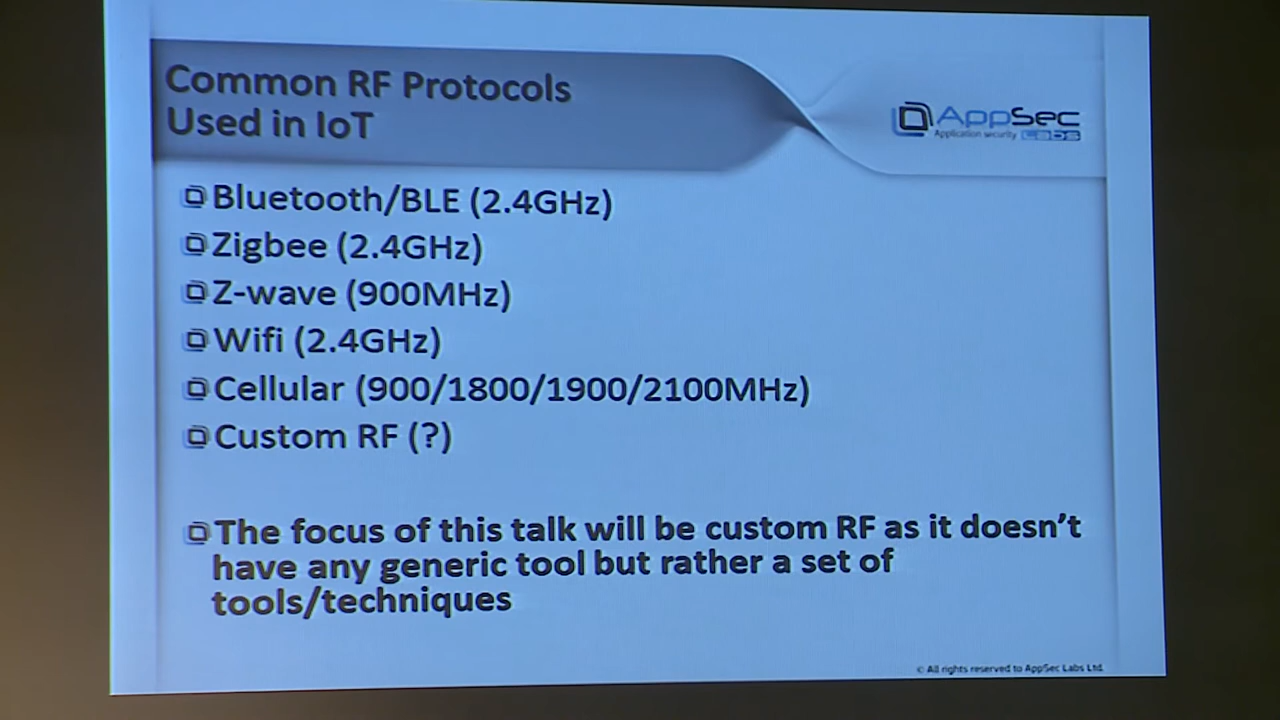 Common RF Protocols
Used in IoT
AppSec
Application security LABS
Bluetooth/BLE (2.4GHz)
Zigbee (2.4GHz)
Z-wave (900MHz)
Wifi (2.4GHz)
Cellular (900/1800/1900/2100MHz)
Custom RF (?)
The focus of this talk will be custom RF as it doesn't
have any generic tool but rather a set of
tools/techniques
© All rights reserved to AppSec Labs Ltd.